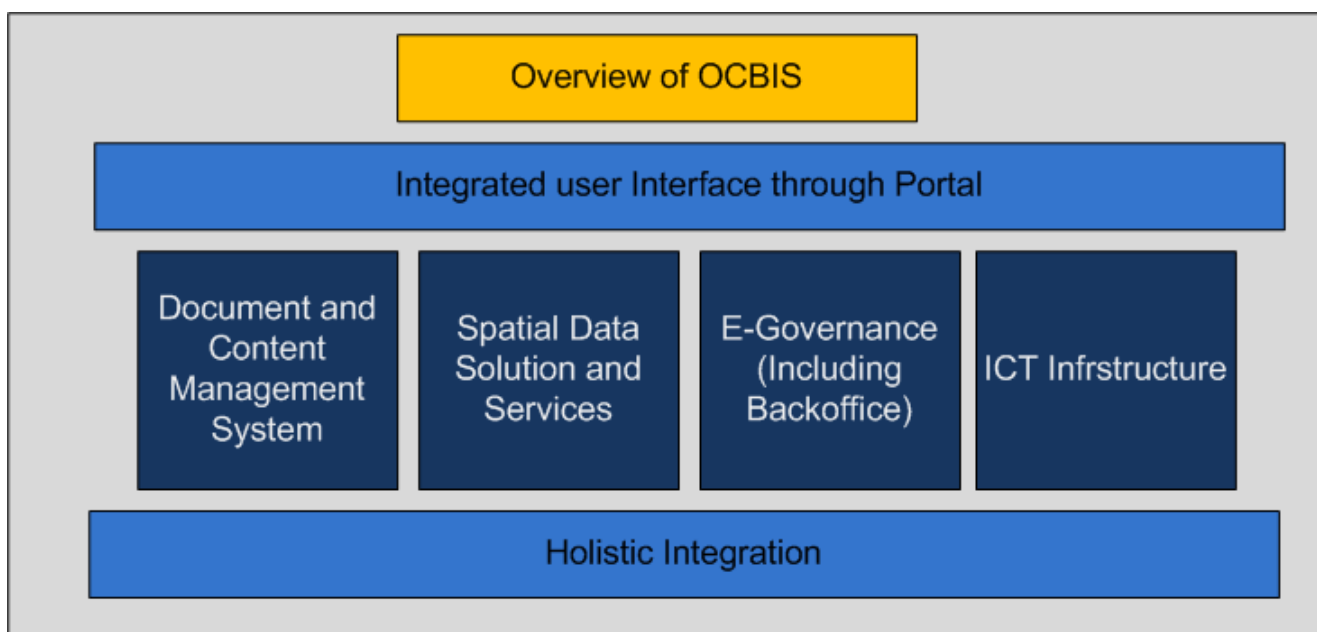 Overview of OCBIS
Integrated user Interface through Portal
Document and
Content
Management
System
Spatial Data
Solution and
Services
E-Governance
(Including
Backoffice)
ICT Infrstructure
Holistic Integration